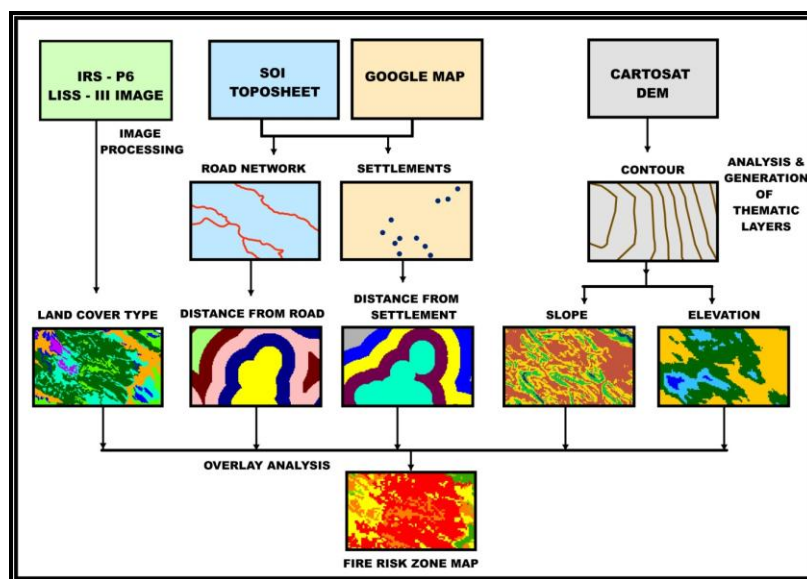 IRS - P6
LISS - III IMAGE
SOI
TOPOSHEET
GOOGLE MAP
CARTOSAT
DEM
IMAGE
PROCESSING
ROAD NETWORK
SETTLEMENTS
CONTOUR
ANALYSIS &
GENERATION
OF
THEMATIC
LAYERS
LAND COVER TYPE
DISTANCE FROM ROAD
DISTANCE FROM
SETTLEMENT
SLOPE
ELEVATION
OVERLAY ANALYSIS
FIRE RISK ZONE MAP